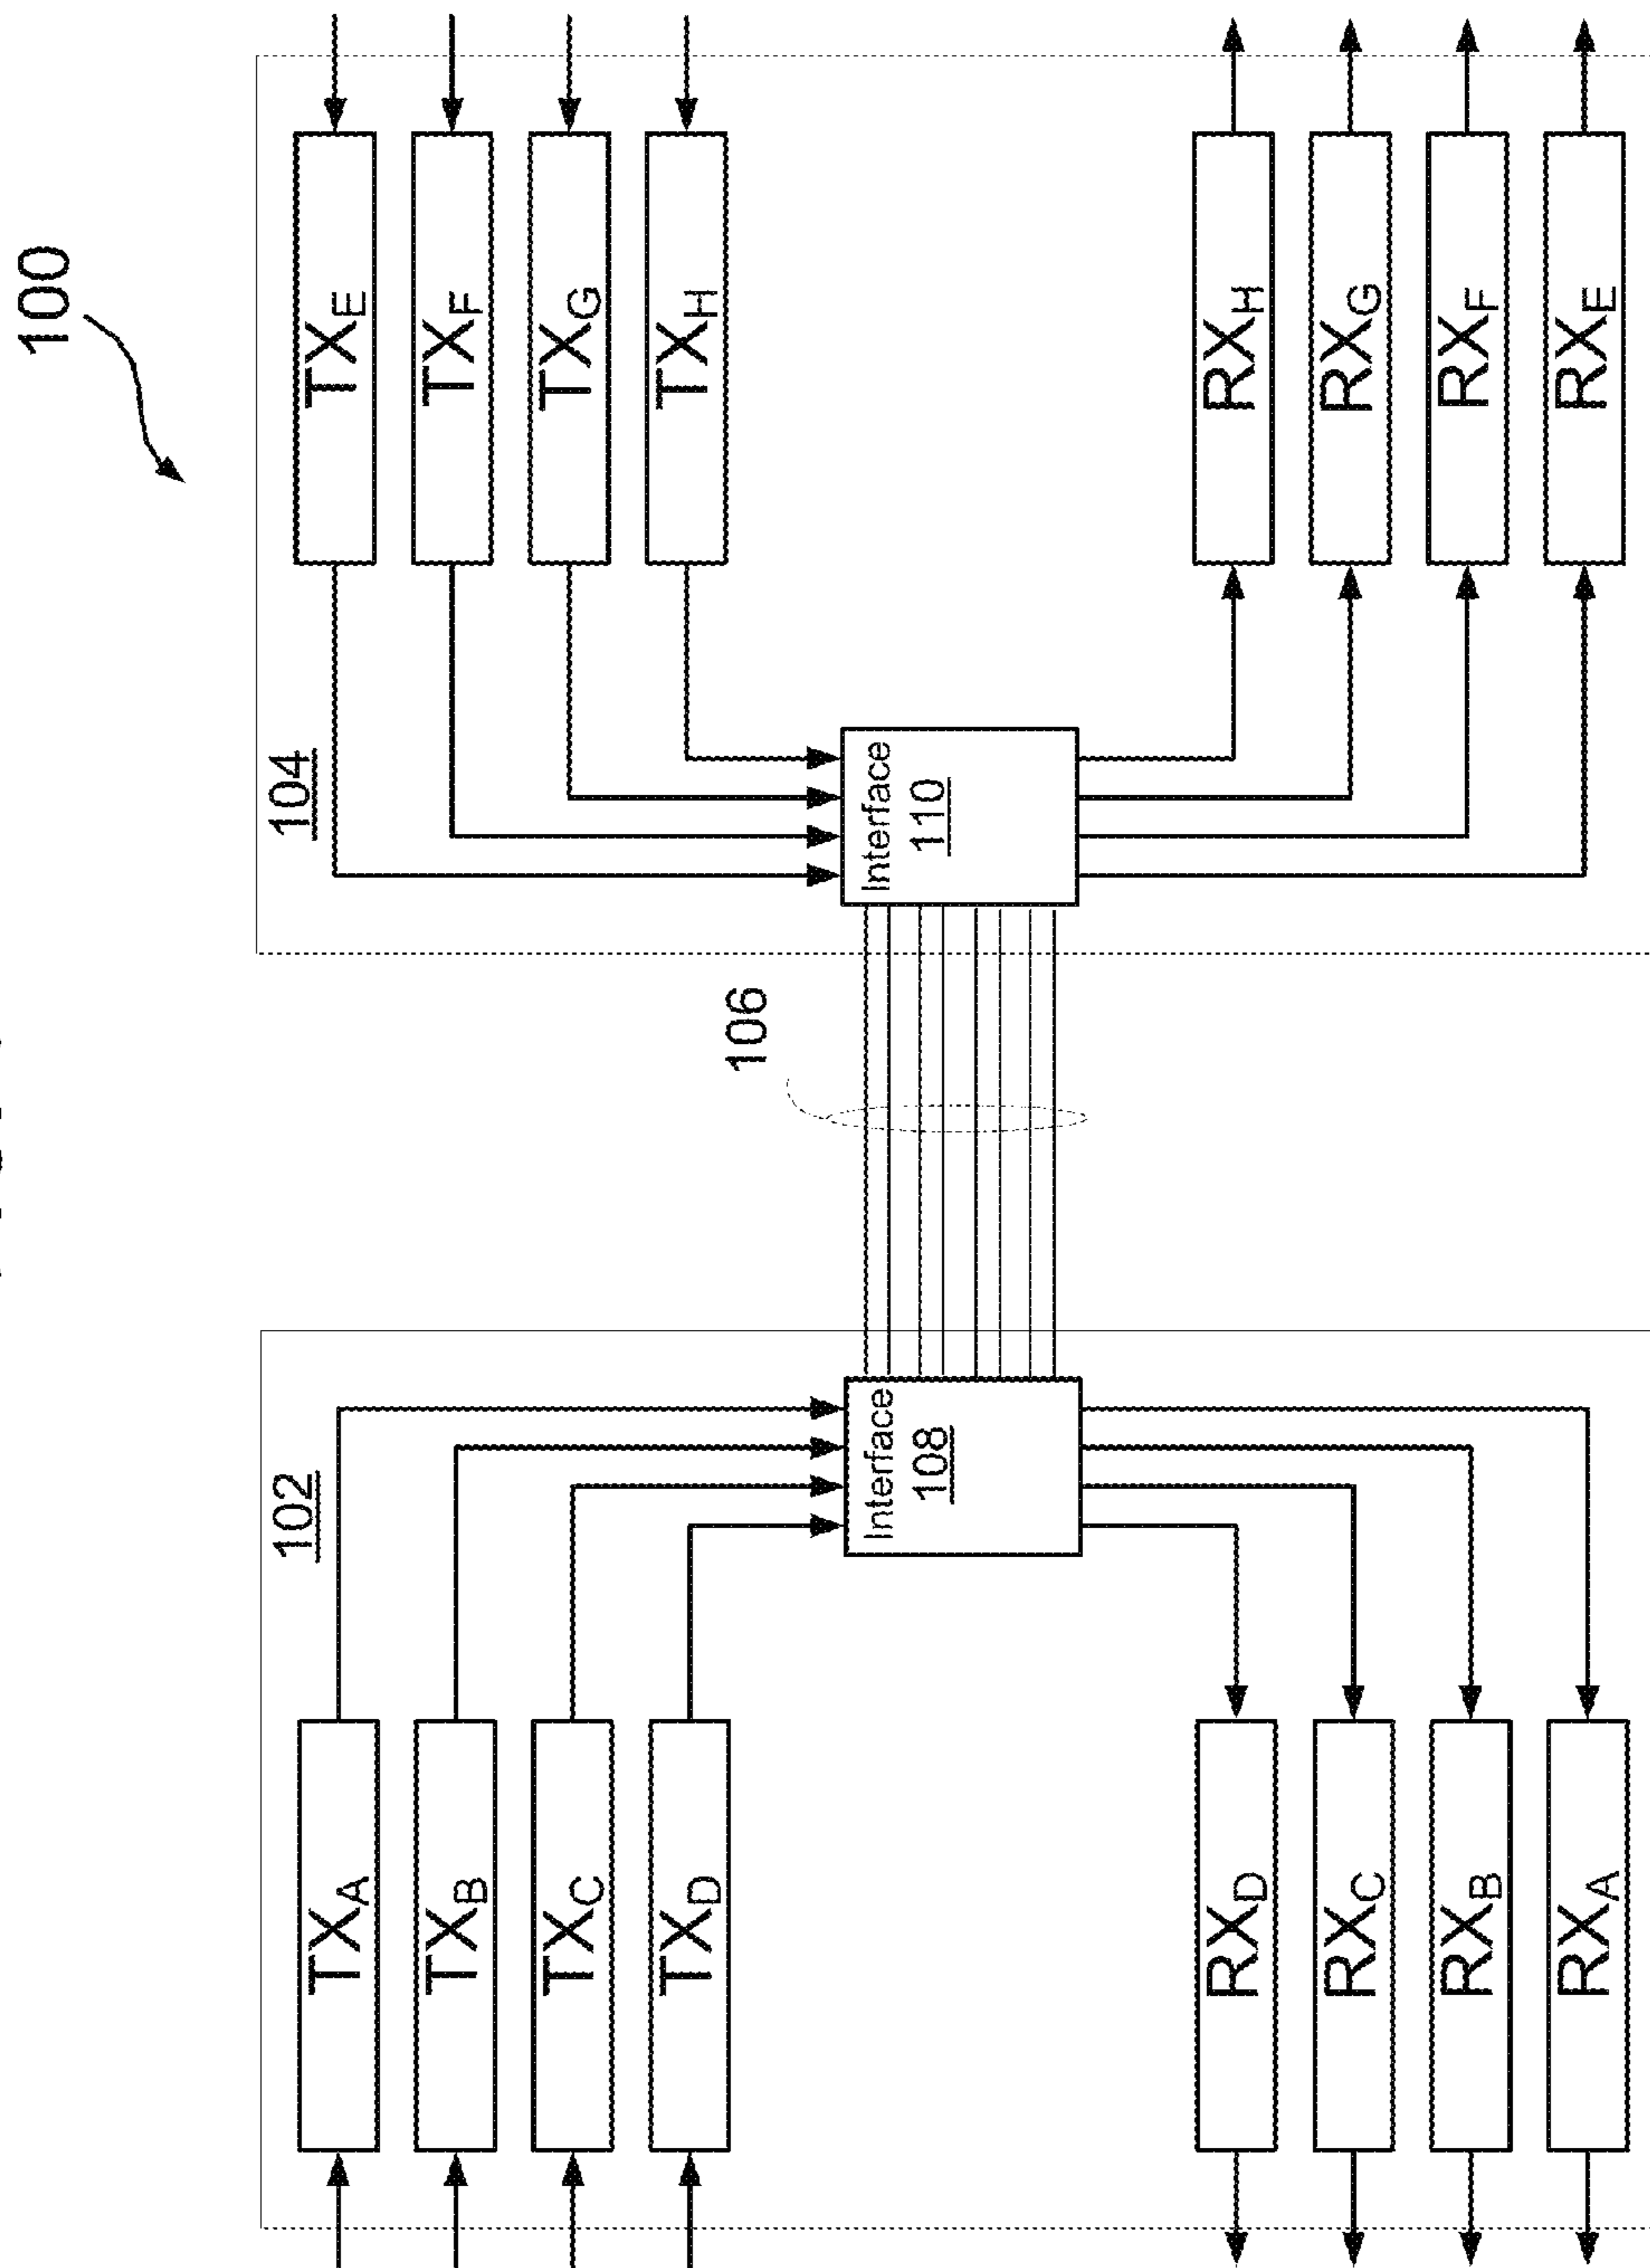 100
102
104
TX_A
TX_E
TX_B
TX_F
TX_C
TX_G
TX_D
TX_H
106
Interface
108
Interface
110
RX_D
RX_H
RX_C
RX_G
RX_B
RX_F
RX_A
RX_E